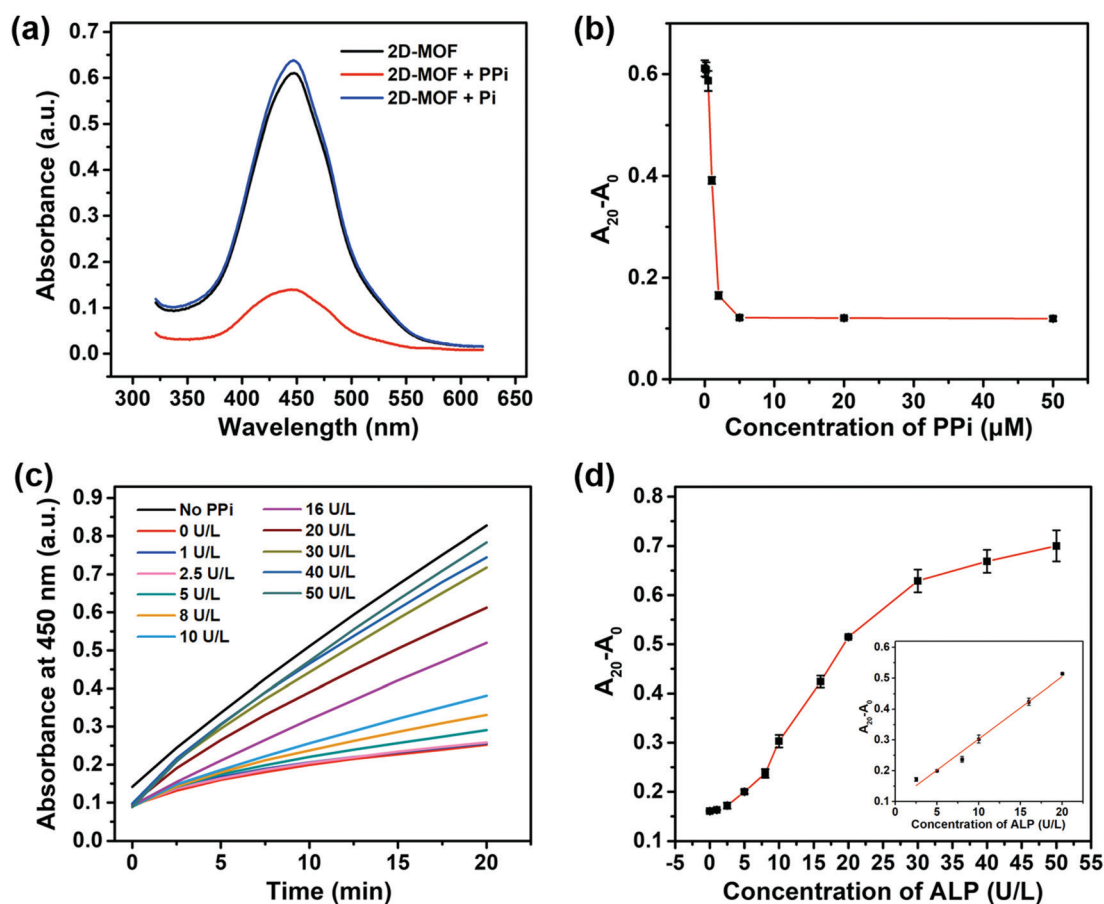 (a)
0.7
0.6
0.5
0.4
0.3
0.2
0.1
0.0
Absorbance (a.u.)
2D-MOF
2D-MOF + PPi
2D-MOF + Pi
300 350 400 450 500 550 600 650
Wavelength (nm)
(b)
0.6
0.4
0.2
0.0
A20-A0
0 10 20 30 40 50
Concentration of PPi (μM)
(c)
0.9
0.8
0.7
0.6
0.5
0.4
0.3
0.2
0.1
0.0
Absorbance at 450 nm (a.u.)
No PPi
0 U/L
1 U/L
2.5 U/L
5 U/L
8 U/L
10 U/L
16 U/L
20 U/L
30 U/L
40 U/L
50 U/L
0 5 10 15 20
Time (min)
(d)
0.8
0.7
0.6
0.5
0.4
0.3
0.2
0.1
A20-A0
0.6
0.5
0.4
0.3
0.2
0.1
A20-A0
0 5 10 15 20
Concentration of ALP (U/L)
-5 0 5 10 15 20 25 30 35 40 45 50 55
Concentration of ALP (U/L)